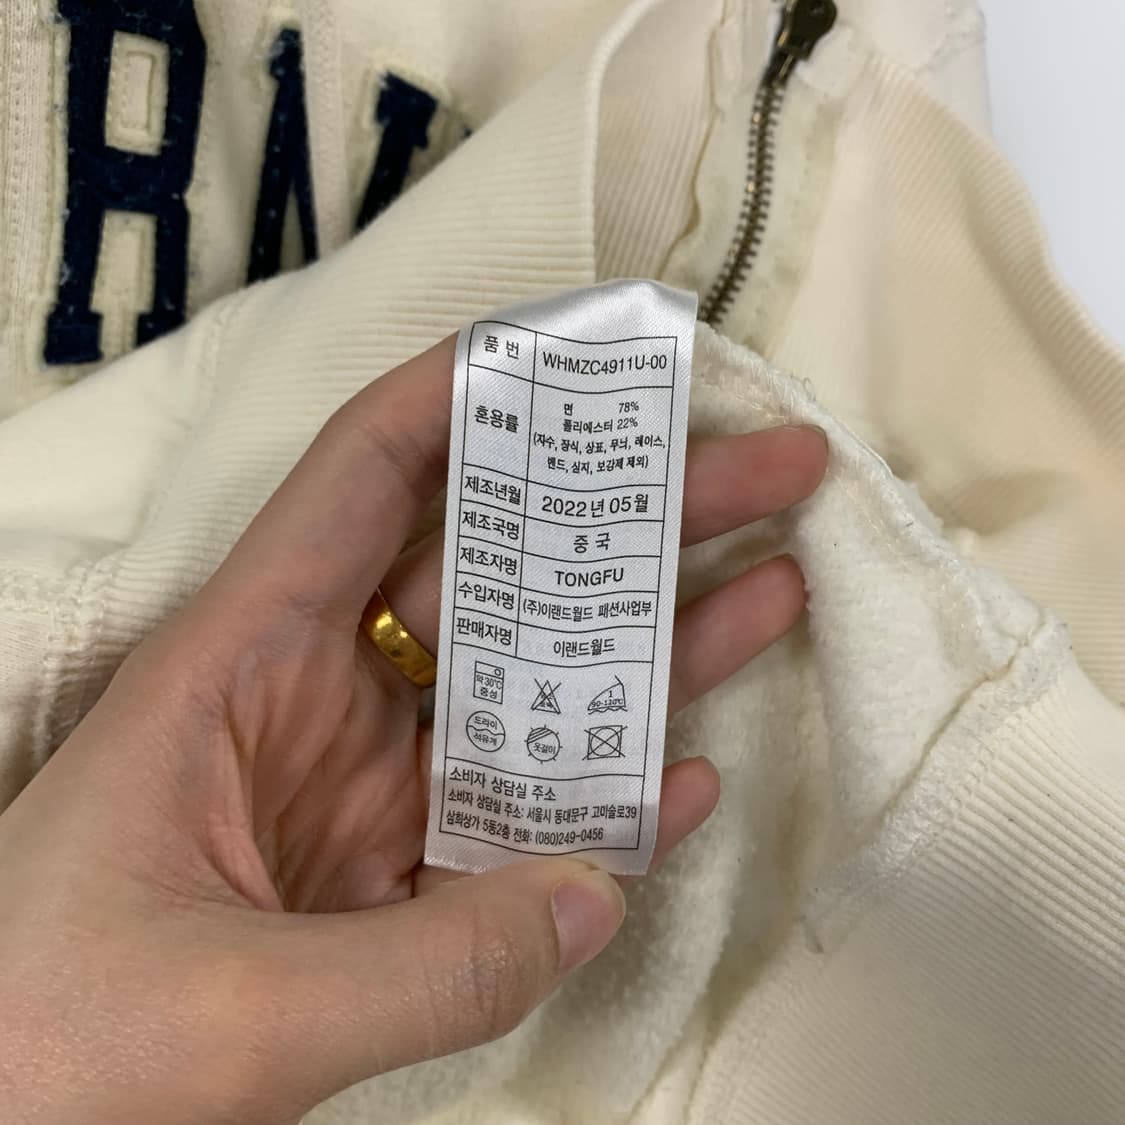 RNI
품 번 WHMZC4911U-00
혼용률 면 78%
폴리에스터 22%
(자수, 장식, 상표, 무늬, 레이스,
밴드, 심지, 보강제 제외)
제조년월 2022년 05월
제조국명 중 국
제조자명 TONGFU
수입자명 (주)이랜드월드 패션사업부
판매자명 이랜드월드
약 30℃
중성
1
90-120℃
드라이
석유계
옷걸이
소비자 상담실 주소
소비자 상담실 주소: 서울시 동대문구 고미술로39
삼희상가 5동2층 전화: (080)249-0456